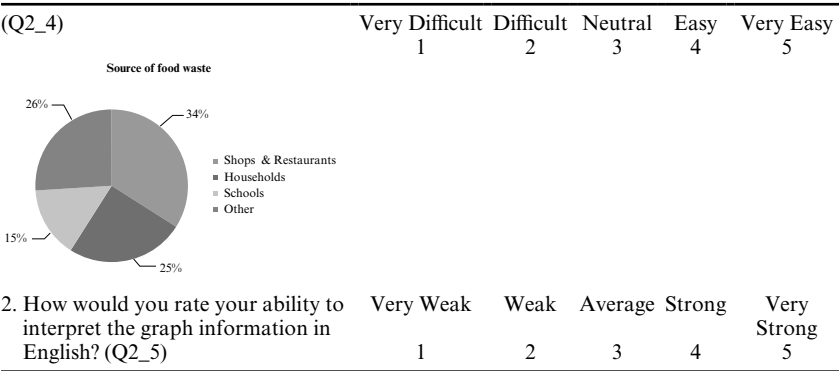 (Q2_4) Very Difficult Difficult Neutral Easy Very Easy
1 2 3 4 5
Source of food waste
26%
34%
Shops & Restaurants
Households
Schools
Other
15%
25%
2. How would you rate your ability to Very Weak Weak Average Strong Very
interpret the graph information in Strong
English? (Q2_5) 1 2 3 4 5